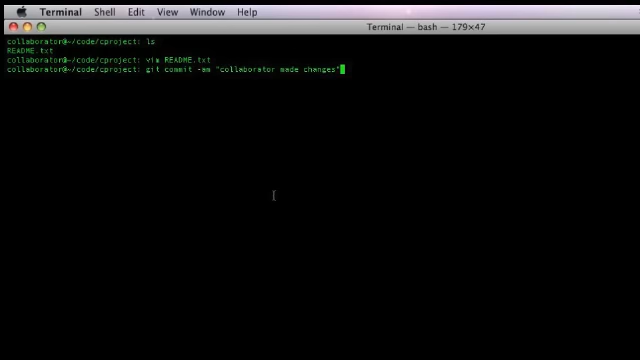 Terminal Shell Edit View Window Help
Terminal — bash — 179×47
collaborator@~/code/cproject: ls
README.txt
collaborator@~/code/cproject: vim README.txt
collaborator@~/code/cproject: git commit -am "collaborator made changes"